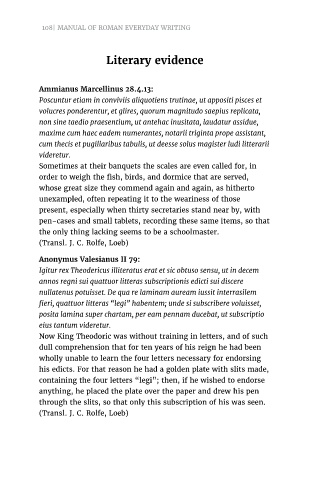 108| MANUAL OF ROMAN EVERYDAY WRITING
Literary evidence
Ammianus Marcellinus 28.4.13:
Poscuntur etiam in conviviis aliquotiens trutinae, ut appositi pisces et
volucres ponderentur, et glires, quorum magnitudo saepius replicata,
non sine taedio praesentium, ut antehac inusitata, laudatur assidue,
maxime cum haec eadem numerantes, notarii triginta prope assistant,
cum thecis et pugillaribus tabulis, ut deesse solus magister ludi litterarii
videretur.
Sometimes at their banquets the scales are even called for, in
order to weigh the fish, birds, and dormice that are served,
whose great size they commend again and again, as hitherto
unexampled, often repeating it to the weariness of those
present, especially when thirty secretaries stand near by, with
pen-cases and small tablets, recording these same items, so that
the only thing lacking seems to be a schoolmaster.
(Transl. J. C. Rolfe, Loeb)
Anonymus Valesianus II 79:
Igitur rex Theodericus illiteratus erat et sic obtuso sensu, ut in decem
annos regni sui quattuor litteras subscriptionis edicti sui discere
nullatenus potuisset. De qua re laminam auream iussit interrasilem
fieri, quattuor litteras "legi" habentem; unde si subscribere voluisset,
posita lamina super chartam, per eam pennam ducebat, ut subscriptio
eius tantum videretur.
Now King Theodoric was without training in letters, and of such
dull comprehension that for ten years of his reign he had been
wholly unable to learn the four letters necessary for endorsing
his edicts. For that reason he had a golden plate with slits made,
containing the four letters "legi"; then, if he wished to endorse
anything, he placed the plate over the paper and drew his pen
through the slits, so that only this subscription of his was seen.
(Transl. J. C. Rolfe, Loeb)